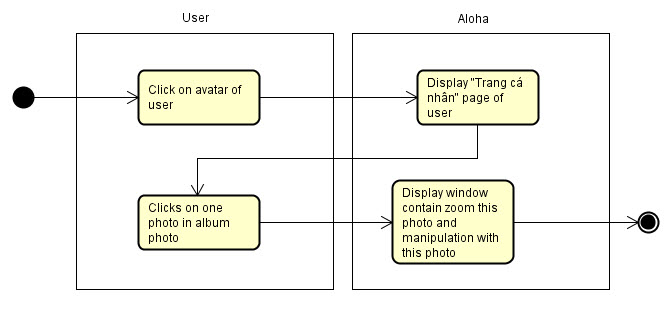 User
Aloha
Click on avatar of
user
Display "Trang cá
nhân" page of
user
Clicks on one
photo in album
photo
Display window
contain zoom this
photo and
manipulation with
this photo